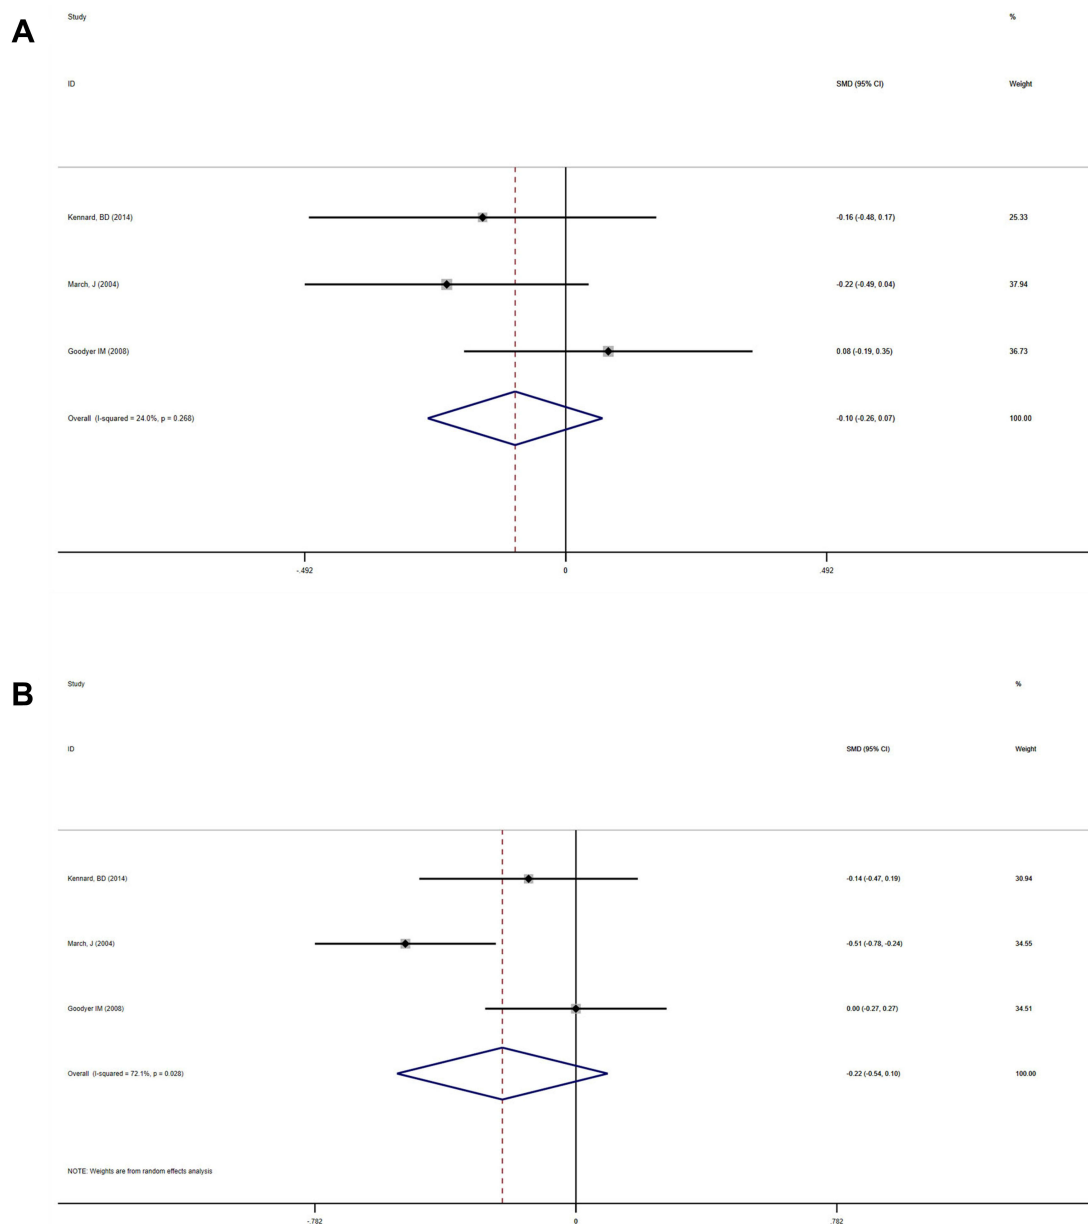 A
Study %
ID SMD (95% CI) Weight
Kennard, BD (2014) -0.16 (-0.48, 0.17) 25.33
March, J (2004) -0.22 (-0.49, 0.04) 37.94
Goodyer IM (2008) 0.08 (-0.19, 0.35) 36.73
Overall (I-squared = 24.0%, p = 0.268) -0.10 (-0.26, 0.07) 100.00
-.492 0 .492
B
Study %
ID SMD (95% CI) Weight
Kennard, BD (2014) -0.14 (-0.47, 0.19) 30.94
March, J (2004) -0.51 (-0.78, -0.24) 34.55
Goodyer IM (2008) 0.00 (-0.27, 0.27) 34.51
Overall (I-squared = 72.1%, p = 0.028) -0.22 (-0.54, 0.10) 100.00
NOTE: Weights are from random effects analysis
-.782 0 .782